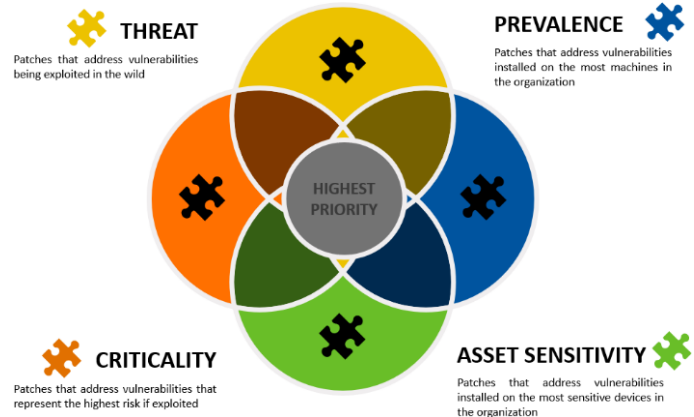 THREAT
Patches that address vulnerabilities
being exploited in the wild
PREVALENCE
Patches that address vulnerabilities
installed on the most machines in
the organization
HIGHEST
PRIORITY
CRITICALITY
Patches that address vulnerabilities that
represent the highest risk if exploited
ASSET SENSITIVITY
Patches that address vulnerabilities
installed on the most sensitive devices in
the organization